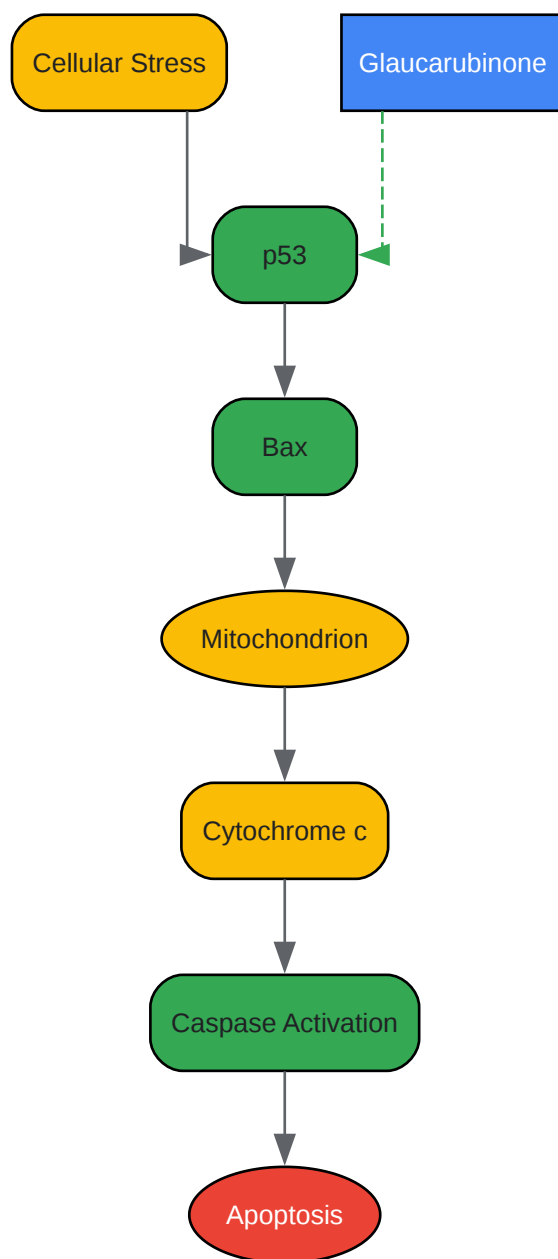 Cellular Stress
Glaucarubinone
p53
Bax
Mitochondrion
Cytochrome c
Caspase Activation
Apoptosis